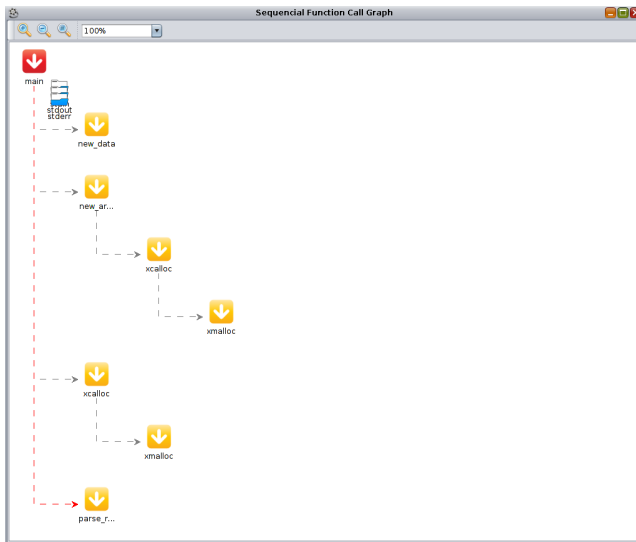 Sequencial Function Call Graph
100%
main
stdout
stderr
new_data
new_ar...
xcalloc
xmalloc
xcalloc
xmalloc
parse_r...